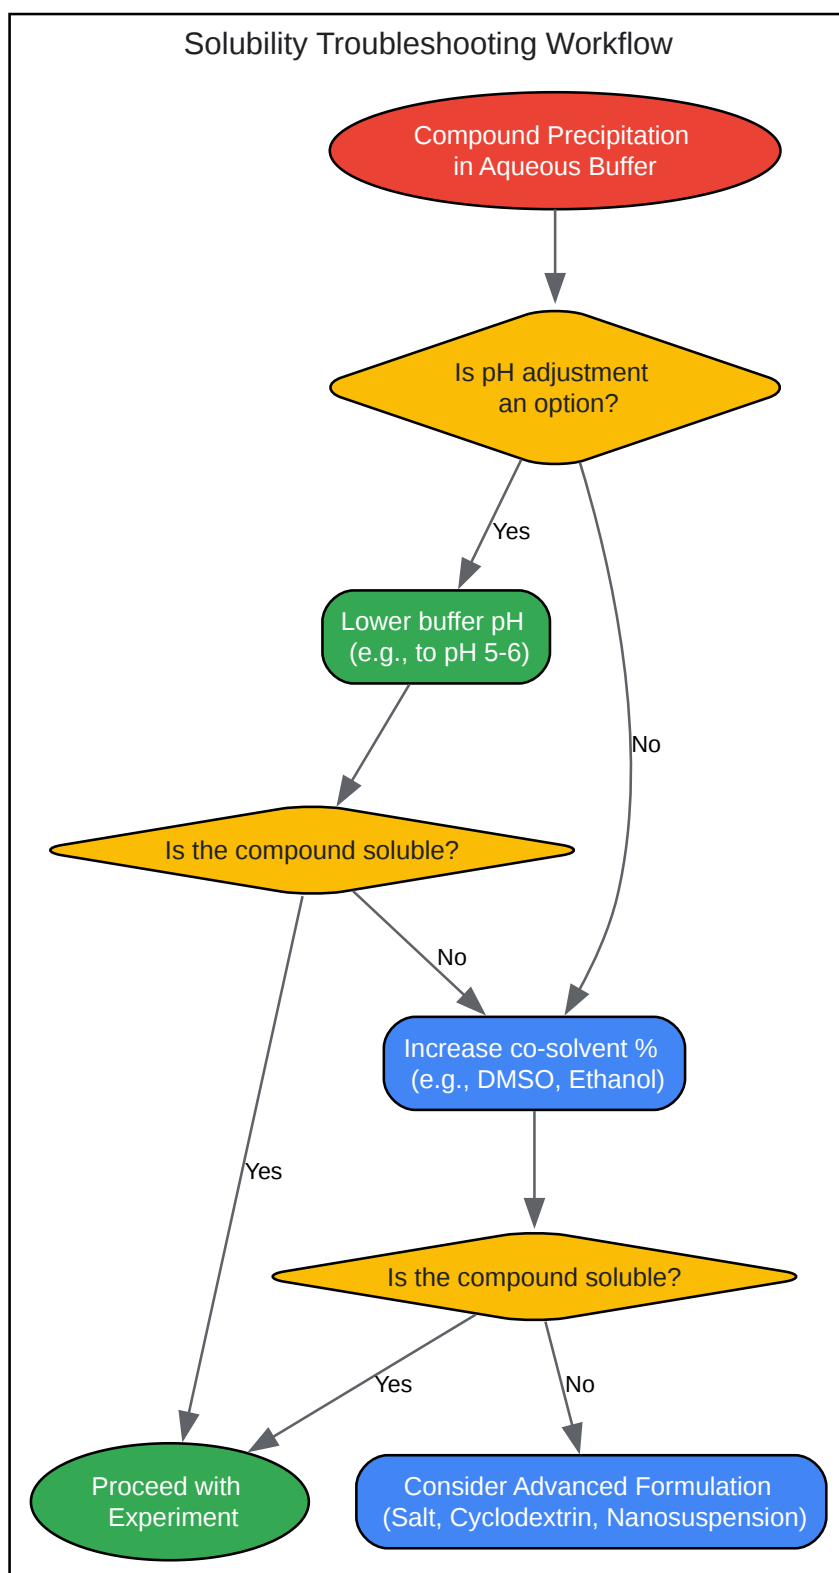 Solubility Troubleshooting Workflow
Compound Precipitation
in Aqueous Buffer
Is pH adjustment
an option?
Yes
Lower buffer pH
(e.g., to pH 5-6)
No
Is the compound soluble?
No
Increase co-solvent %
(e.g., DMSO, Ethanol)
Yes
Is the compound soluble?
Yes
No
Proceed with
Experiment
Consider Advanced Formulation
(Salt, Cyclodextrin, Nanosuspension)